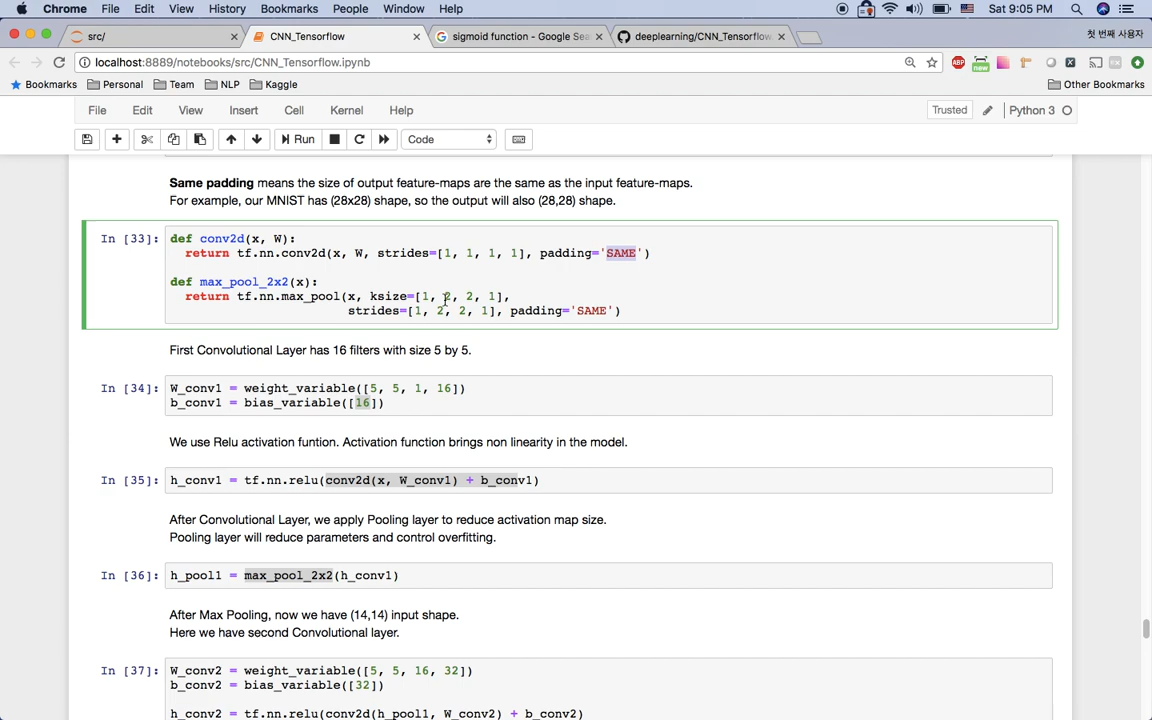 Chrome File Edit View History Bookmarks People Window Help Sat 9:05 PM
src/ CNN_Tensorflow sigmoid function - Google Sea deeplearning/CNN_Tensorflow. 첫 번째 사용자
localhost:8889/notebooks/src/CNN_Tensorflow.ipynb ABP new
Bookmarks Personal Team NLP Kaggle Other Bookmarks
File Edit View Insert Cell Kernel Help Trusted Python 3
Run Code
Same padding means the size of output feature-maps are the same as the input feature-maps.
For example, our MNIST has (28x28) shape, so the output will also (28,28) shape.
In [33]: def conv2d(x, W):
return tf.nn.conv2d(x, W, strides=[1, 1, 1, 1], padding='SAME')
def max_pool_2x2(x):
return tf.nn.max_pool(x, ksize=[1, 2, 2, 1],
strides=[1, 2, 2, 1], padding='SAME')
First Convolutional Layer has 16 filters with size 5 by 5.
In [34]: W_conv1 = weight_variable([5, 5, 1, 16])
b_conv1 = bias_variable([16])
We use Relu activation funtion. Activation function brings non linearity in the model.
In [35]: h_conv1 = tf.nn.relu(conv2d(x, W_conv1) + b_conv1)
After Convolutional Layer, we apply Pooling layer to reduce activation map size.
Pooling layer will reduce parameters and control overfitting.
In [36]: h_pool1 = max_pool_2x2(h_conv1)
After Max Pooling, now we have (14,14) input shape.
Here we have second Convolutional layer.
In [37]: W_conv2 = weight_variable([5, 5, 16, 32])
b_conv2 = bias_variable([32])
h_conv2 = tf.nn.relu(conv2d(h_pool1, W_conv2) + b_conv2)